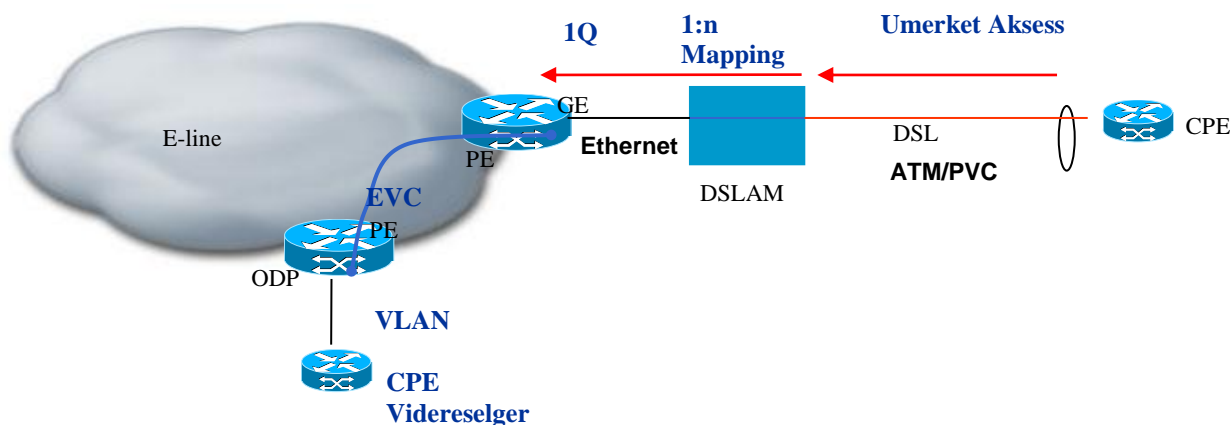 1Q
1:n
Mapping
Umerket Aksess
GE
E-line
PE
Ethernet
DSL
CPE
ATM/PVC
DSLAM
EVC
PE
ODP
VLAN
CPE
Videreselger